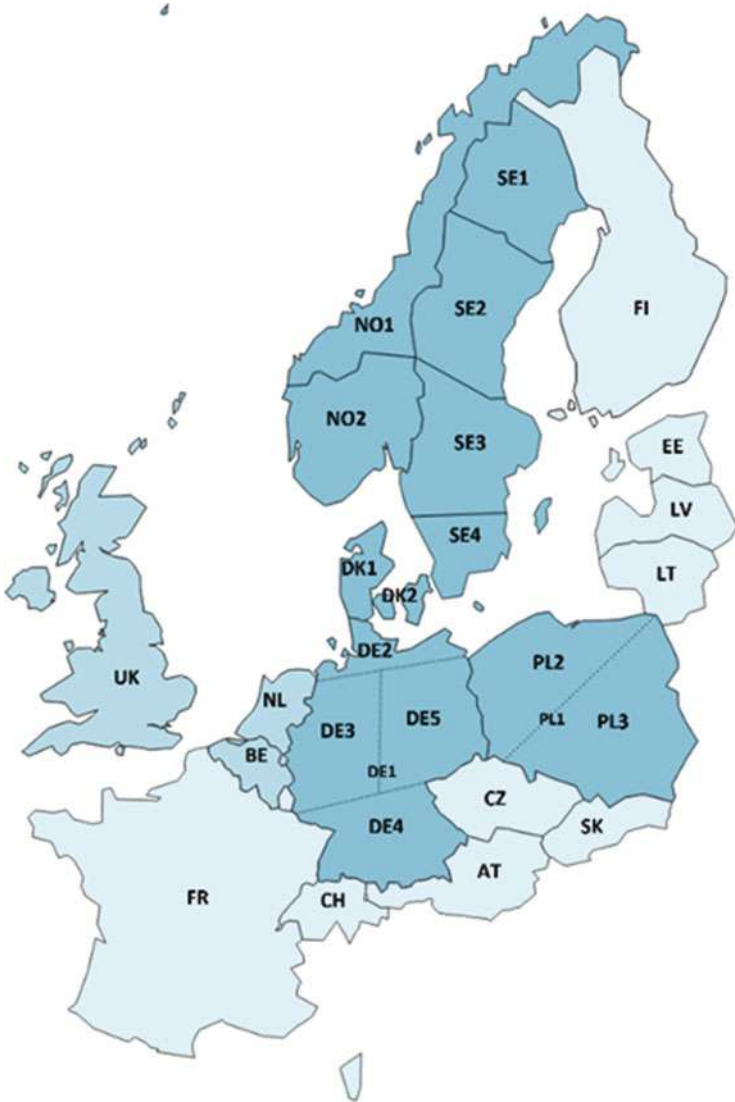 SE1
SE2
FI
NO1
NO2
SE3
EE
LV
SE4
DK1
LT
DK2
DE2
PL2
UK
NL
DE5
PL1
PL3
DE3
BE
DE1
CZ
DE4
SK
AT
FR
CH